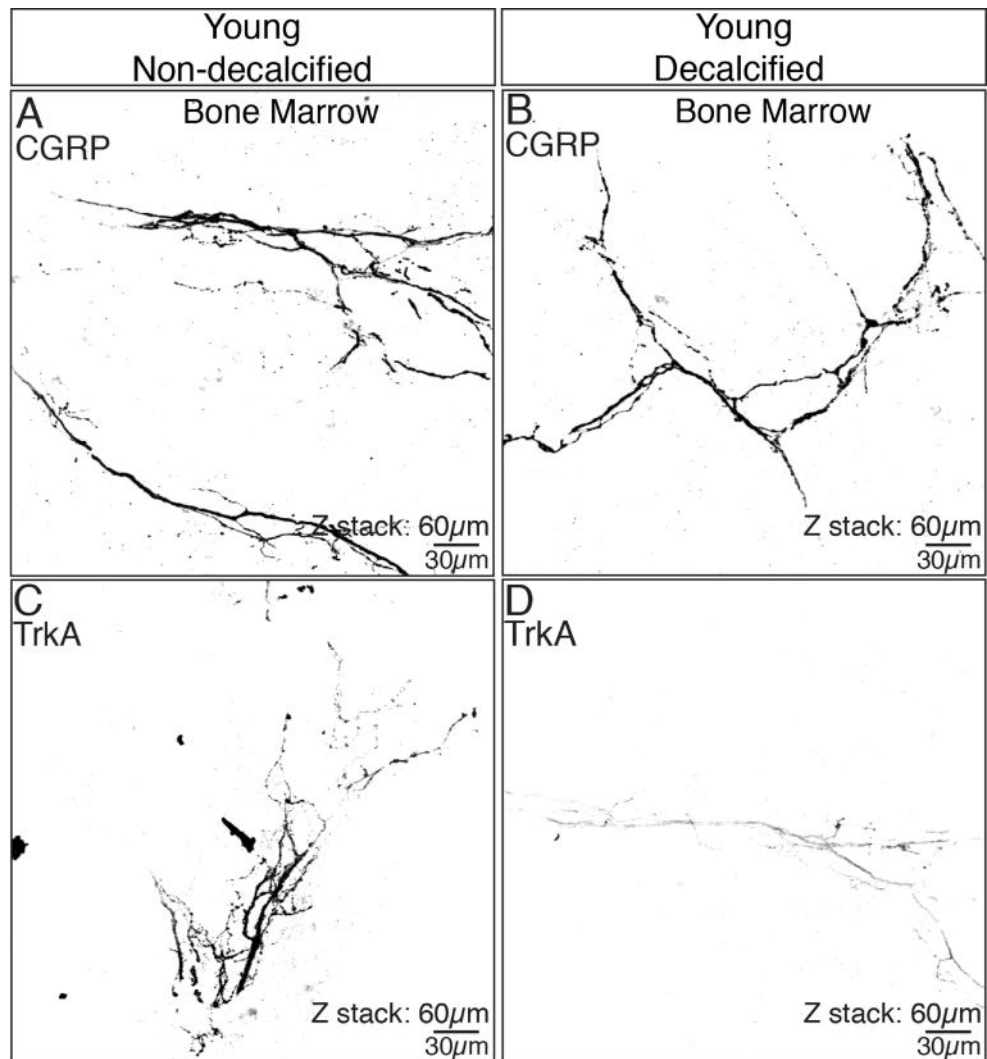 Young
Non-decalcified
Young
Decalcified
A
Bone Marrow
CGRP
Z stack: 60µm
30µm
B
Bone Marrow
CGRP
Z stack: 60µm
30µm
C
TrkA
Z stack: 60µm
30µm
D
TrkA
Z stack: 60µm
30µm